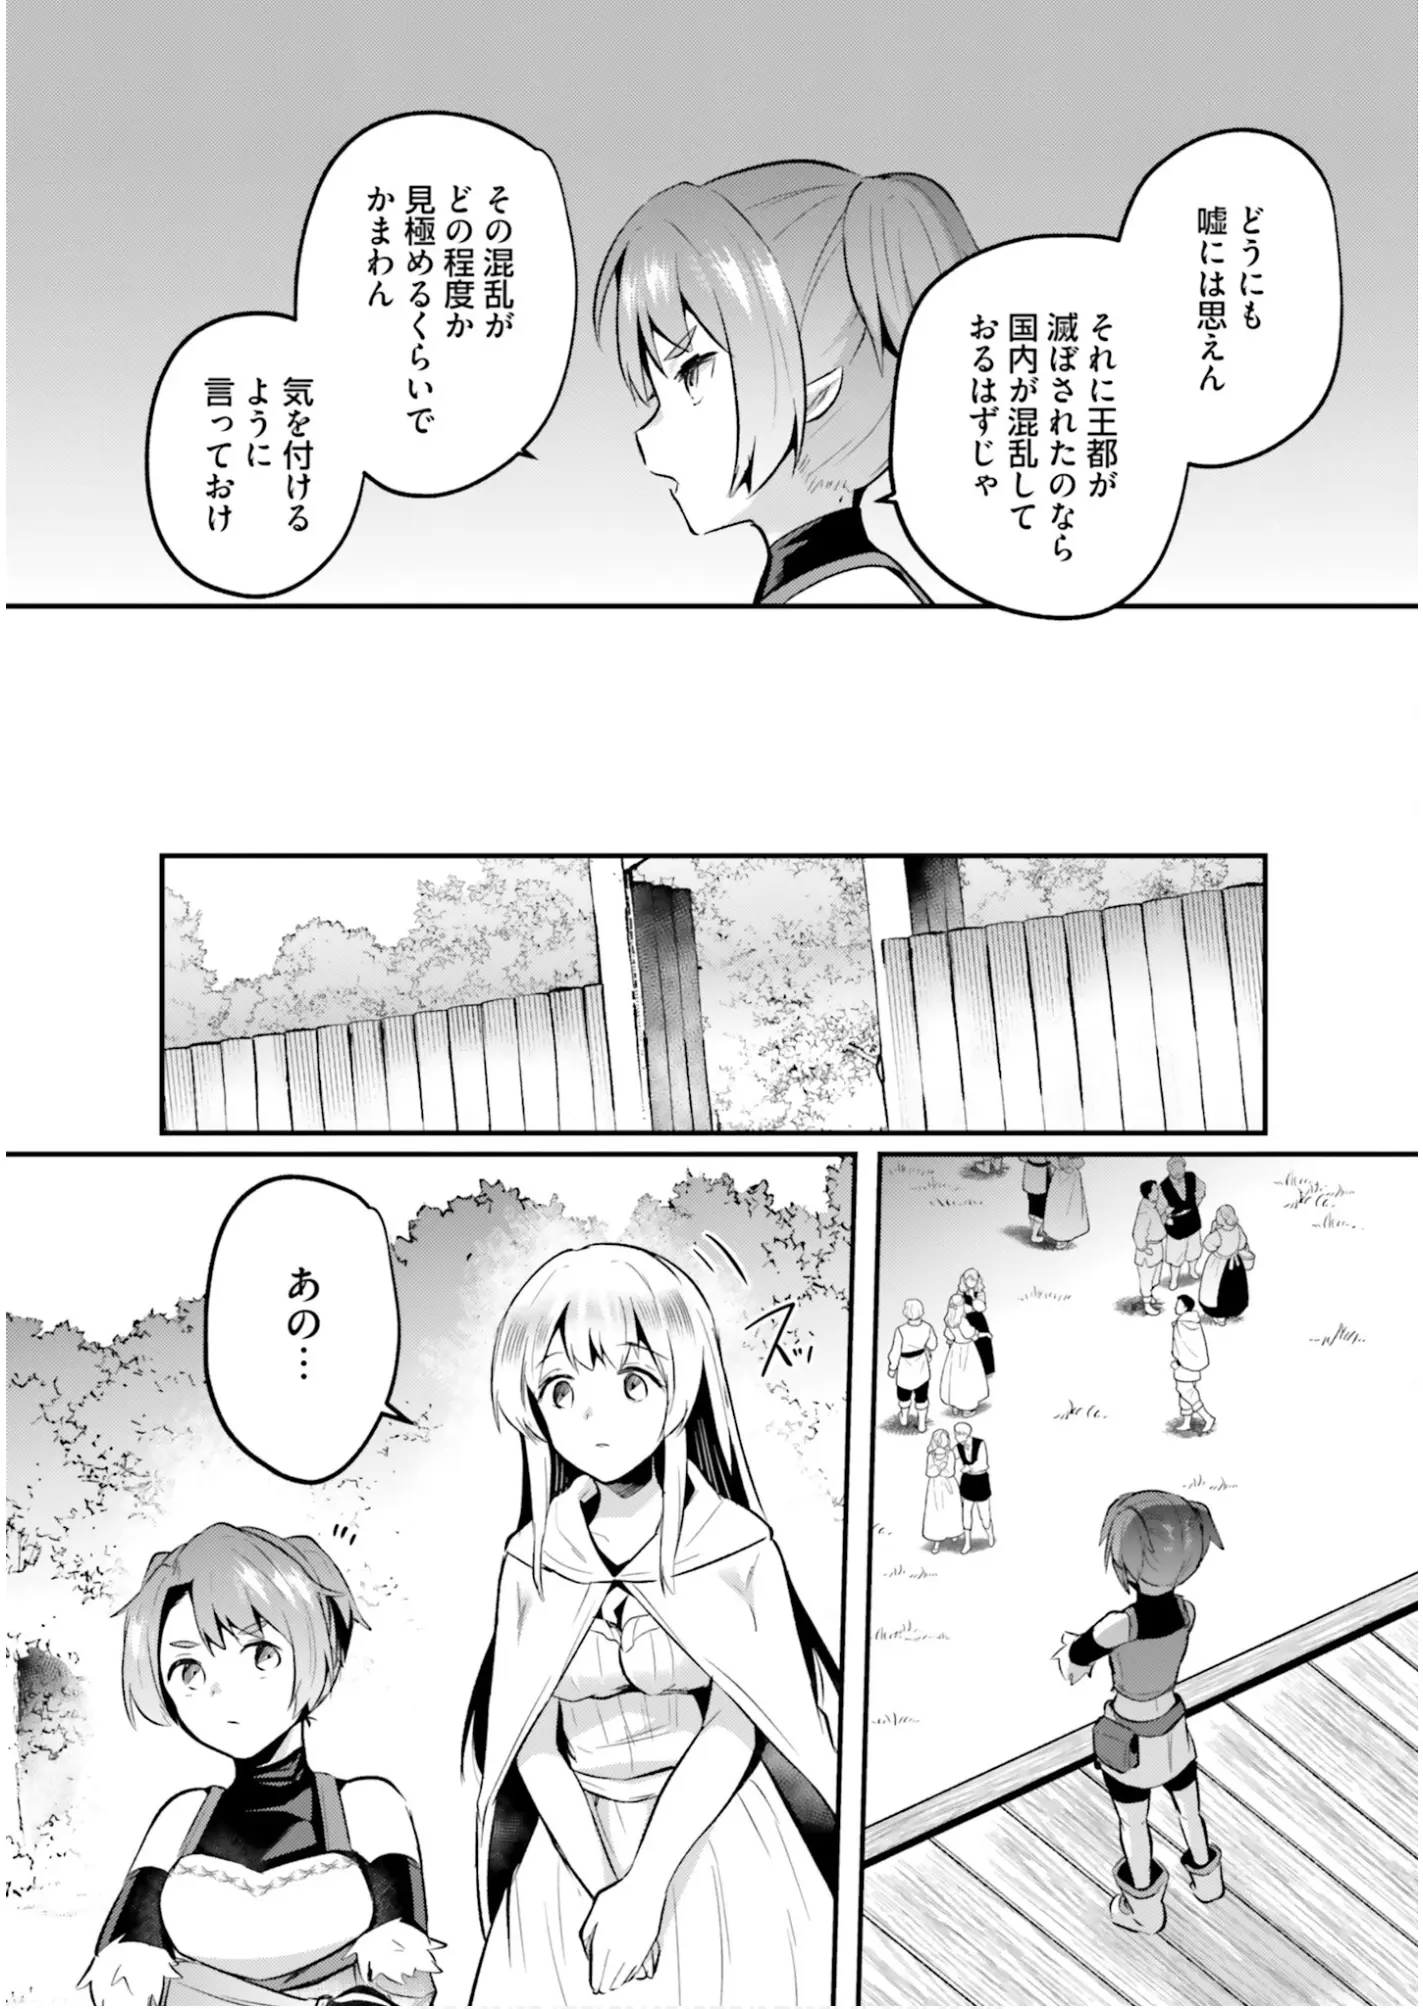 どうにも
嘘には思えん
それに王都が
滅ぼされたのなら
国内が混乱して
おるはずじゃ
その混乱が
どの程度か
見極めるくらいで
かまわん
気を付ける
ように
言っておけ
あの…
ズッ